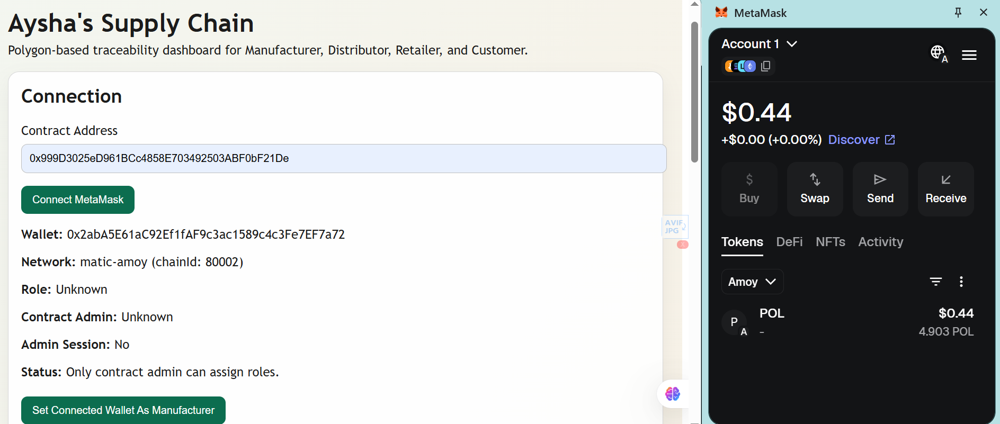 Aysha's Supply Chain
Polygon-based traceability dashboard for Manufacturer, Distributor, Retailer, and Customer.
Connection
Contract Address
0x999D3025eD961BCc4858E703492503ABF0bF21De
Connect MetaMask
Wallet: 0x2abA5E61aC92Ef1fAF9c3ac1589c4c3Fe7EF7a72
Network: matic-amoy (chainId: 80002)
Role: Unknown
Contract Admin: Unknown
Admin Session: No
Status: Only contract admin can assign roles.
Set Connected Wallet As Manufacturer
AVIF
JPG
x
MetaMask
Account 1
A
$0.44
+$0.00 (+0.00%) Discover
$
Buy
Swap
Send
Receive
Tokens DeFi NFTs Activity
Amoy
P
A
POL $0.44
- 4.903 POL